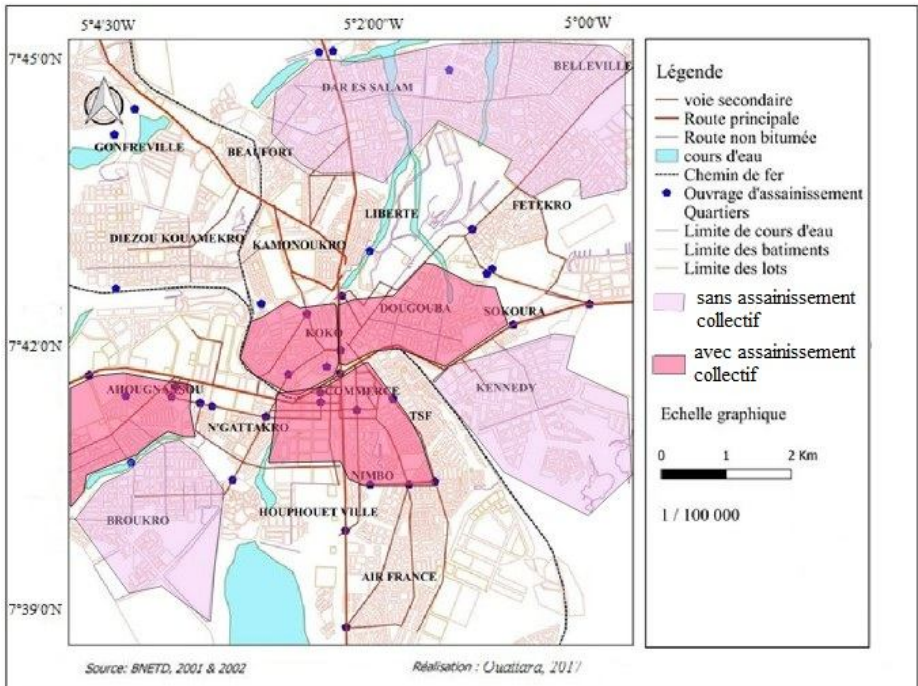 5°4'30"W
5°2'00"W
5°00'W
7°45'0"N
7°42'0"N
7°39'0"N
BELLEVILLE
DAR ES SALAM
GONFREVILLE
BEAUFORT
LIBERTE
FETEKRO
DIEZOU KOUAMEKRO
KAMONOUKRO
DOUGOUBA
SOKOURA
KOKO
AHOUGNASSOU
COMMERCE
KENNEDY
TSF
N'GATTAKRO
NIMBO
HOUPHOUET VILLE
BROUKRO
AIR FRANCE
Légende
voie secondaire
Route principale
Route non bitumée
cours d'eau
Chemin de fer
Ouvrage d'assainissement
Quartiers
Limite de cours d'eau
Limite des batiments
Limite des lots
sans assainissement
collectif
avec assainissement
collectif
Echelle graphique
0 1 2 Km
1 / 100 000
Source: BNETD, 2001 & 2002
Réalisation : Ouattara, 2017